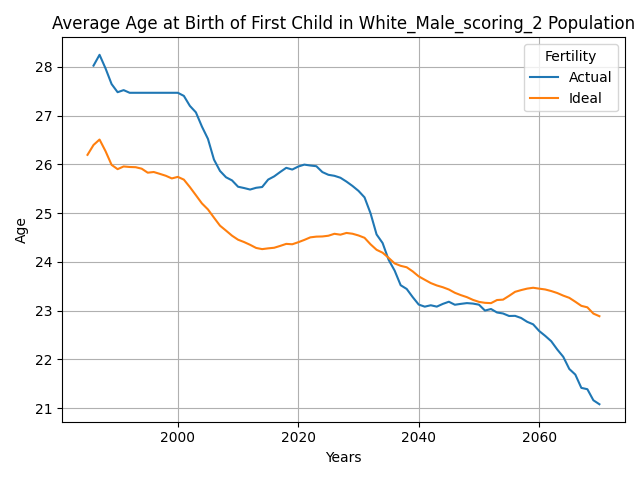 Average Age at Birth of First Child in White_Male_scoring_2 Population
Fertility
Actual
Ideal
Age
28
27
26
25
24
23
22
21
2000
2020
2040
2060
Years